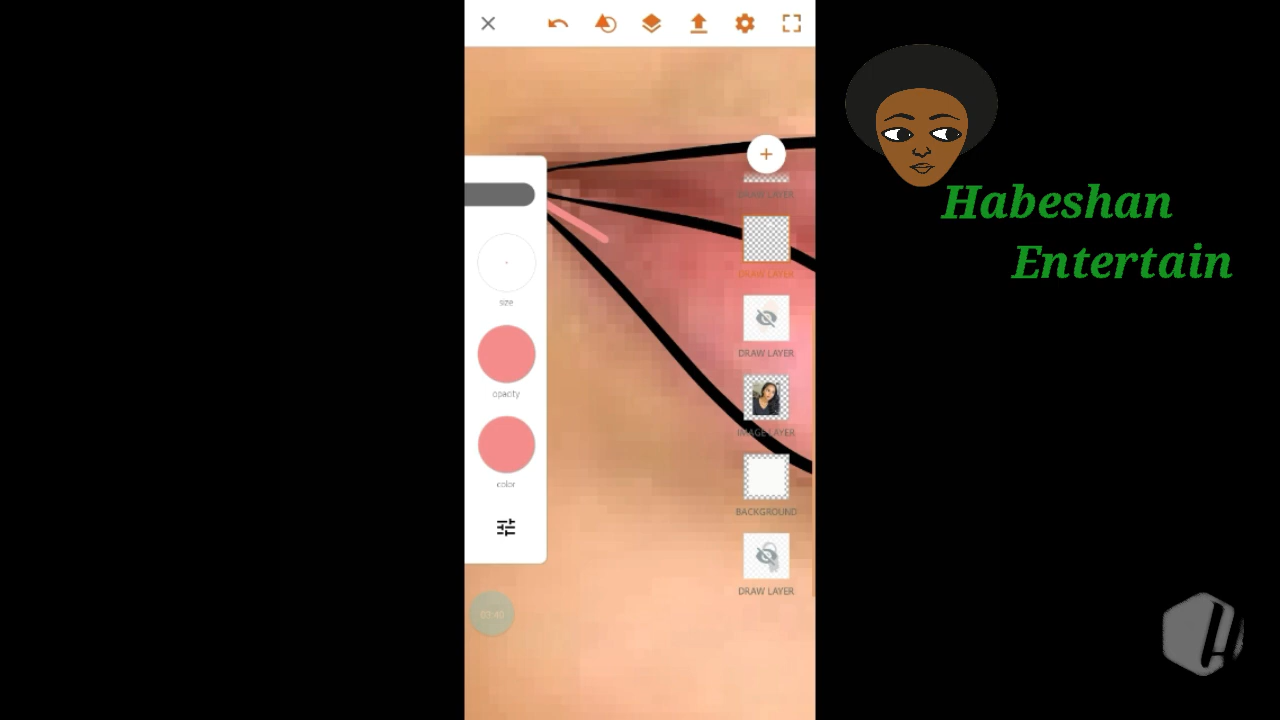 DRAW LAYER
DRAW LAYER
DRAW LAYER
IMAGE LAYER
BACKGROUND
DRAW LAYER
size
opacity
color
Habeshan
Entertain